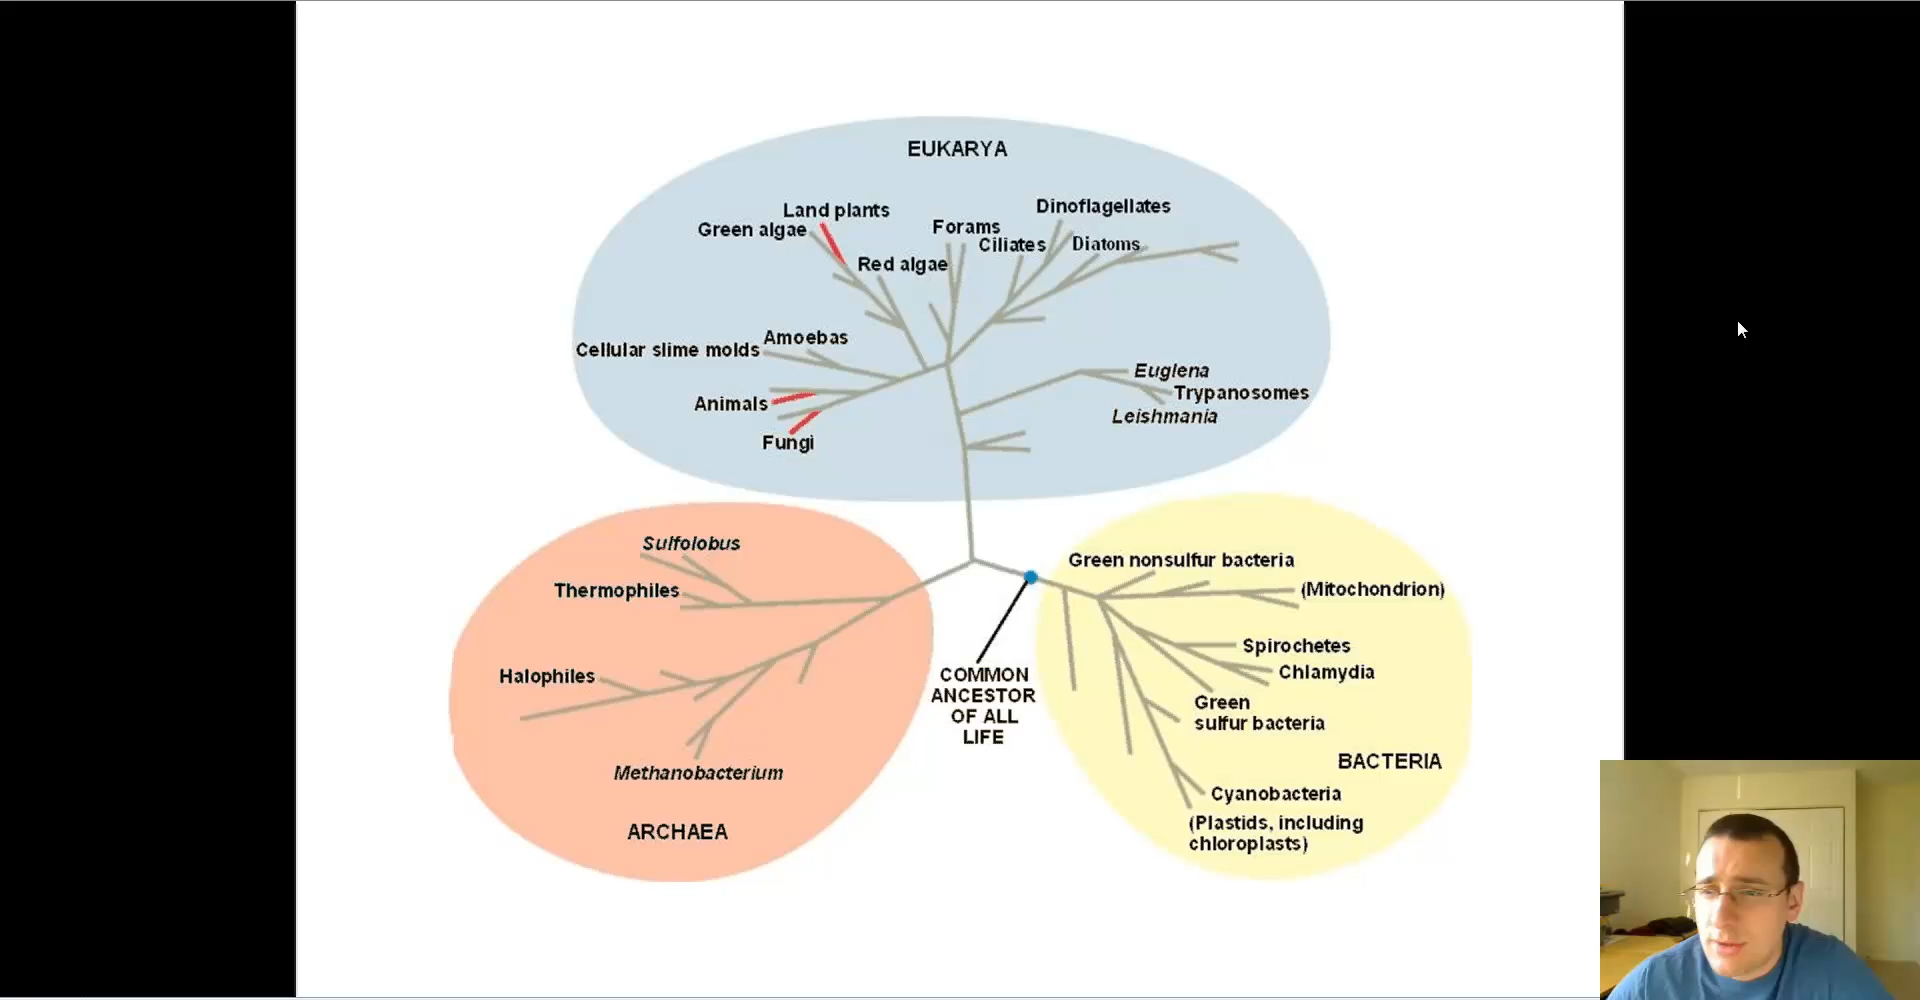 EUKARYA
Land plants
Green algae
Red algae
Forams
Ciliates
Dinoflagellates
Diatoms
Amoebas
Cellular slime molds
Animals
Fungi
Euglena
Trypanosomes
Leishmania
Sulfolobus
Thermophiles
Halophiles
Methanobacterium
ARCHAEA
COMMON
ANCESTOR
OF ALL
LIFE
Green nonsulfur bacteria
(Mitochondrion)
Spirochetes
Chlamydia
Green
sulfur bacteria
BACTERIA
Cyanobacteria
(Plastids, including
chloroplasts)